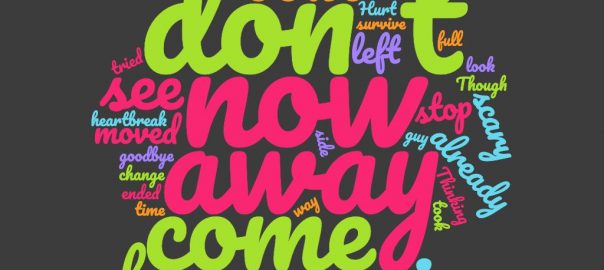 Hurt
don't
survive
left
full
tried
look
see
now
Though
heartbreak
moved
stop
scary
goodbye
side
guy
already
away
change
ended
Thinking
time
way
took
come